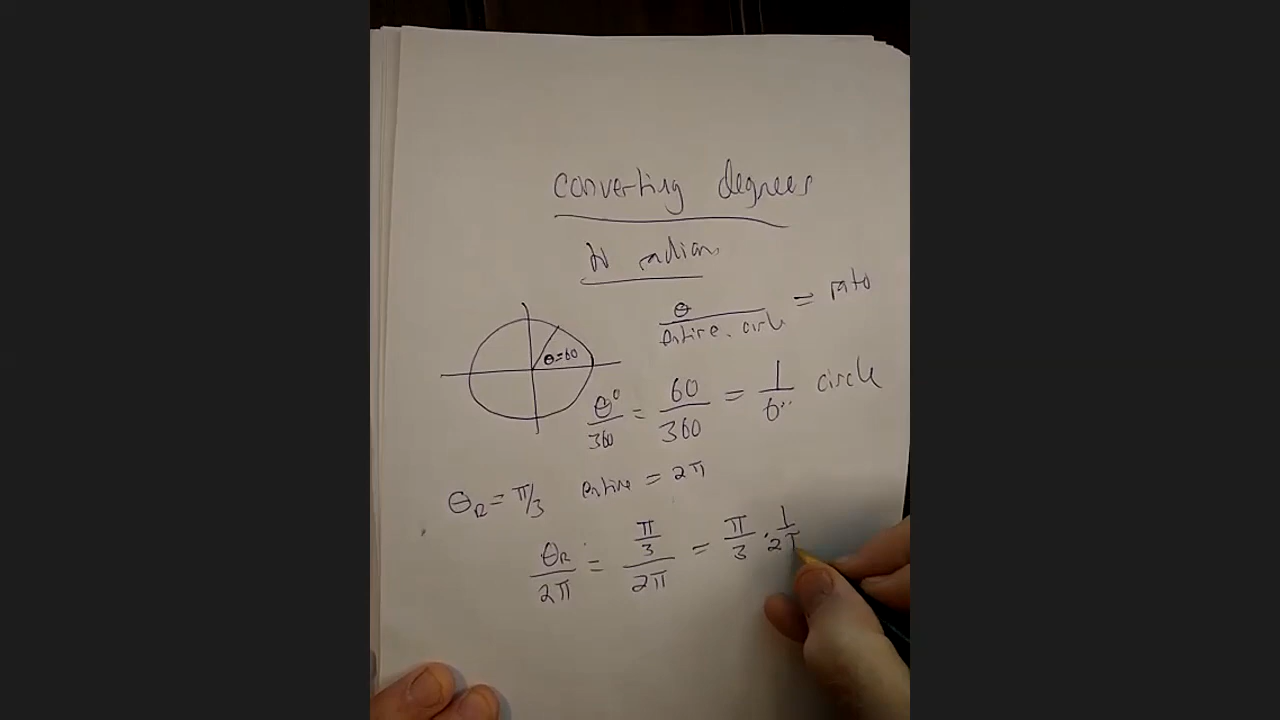 converting degrees
to radians
θ / entire circle = ratio
θ=60
θ° / 360 = 60 / 360 = 1 / 6 circle
θR = π/3 entire = 2π
θR / 2π = π/3 / 2π = π/3 · 1/2π